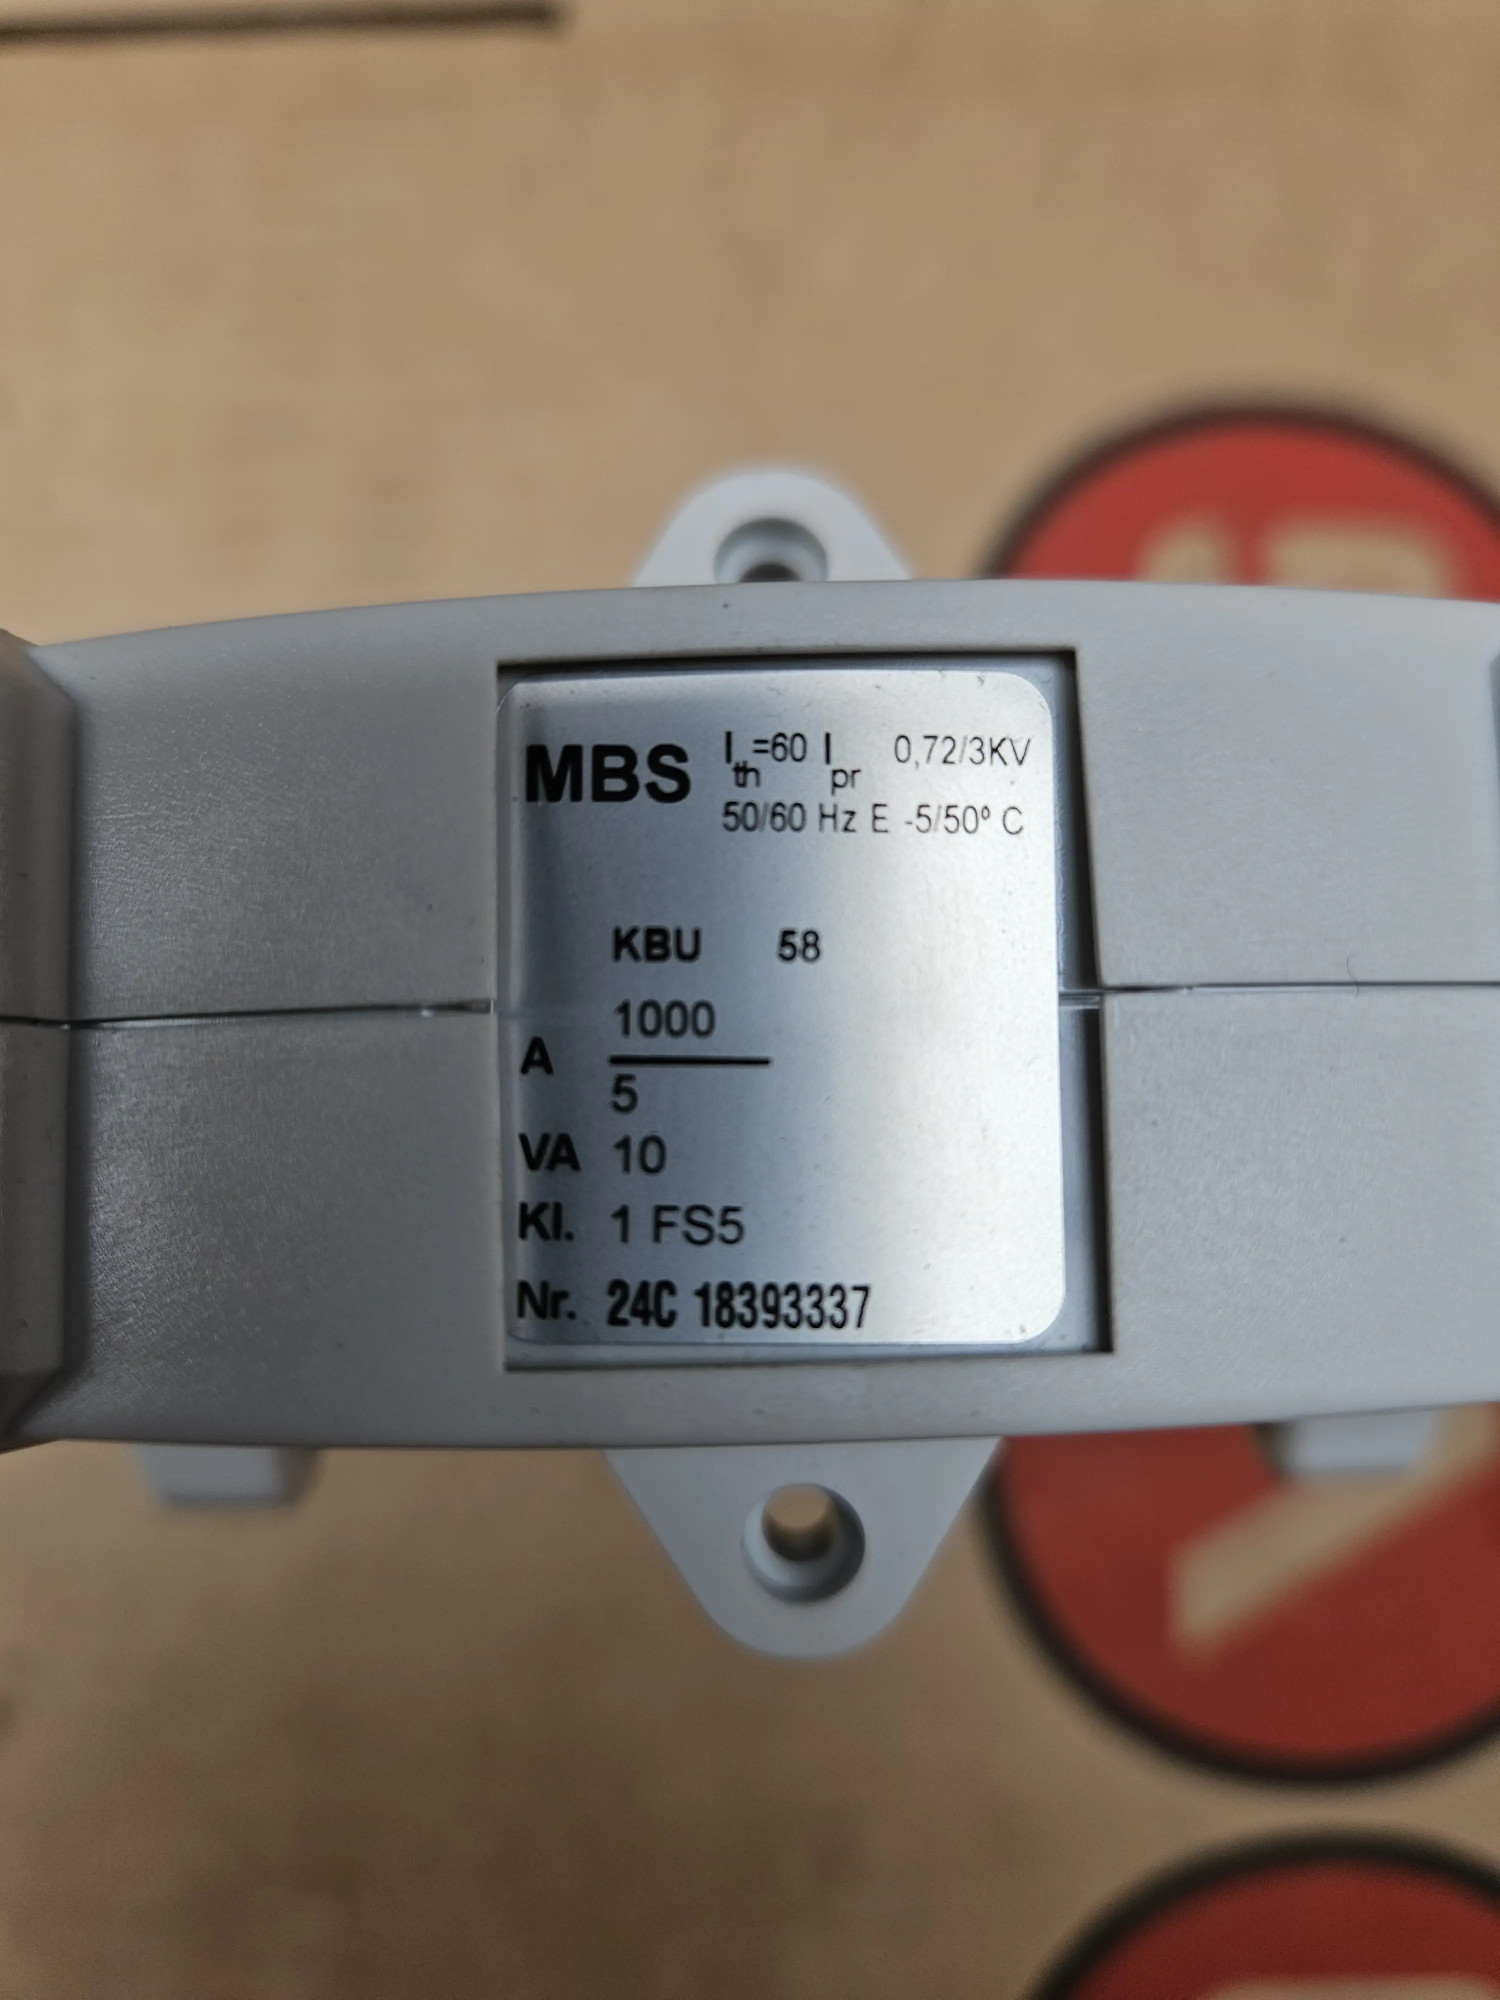 MBS Ith=60 Ipr 0,72/3KV
50/60 Hz E -5/50° C
KBU 58
A 1000
5
VA 10
Kl. 1 FS5
Nr. 24C 18393337